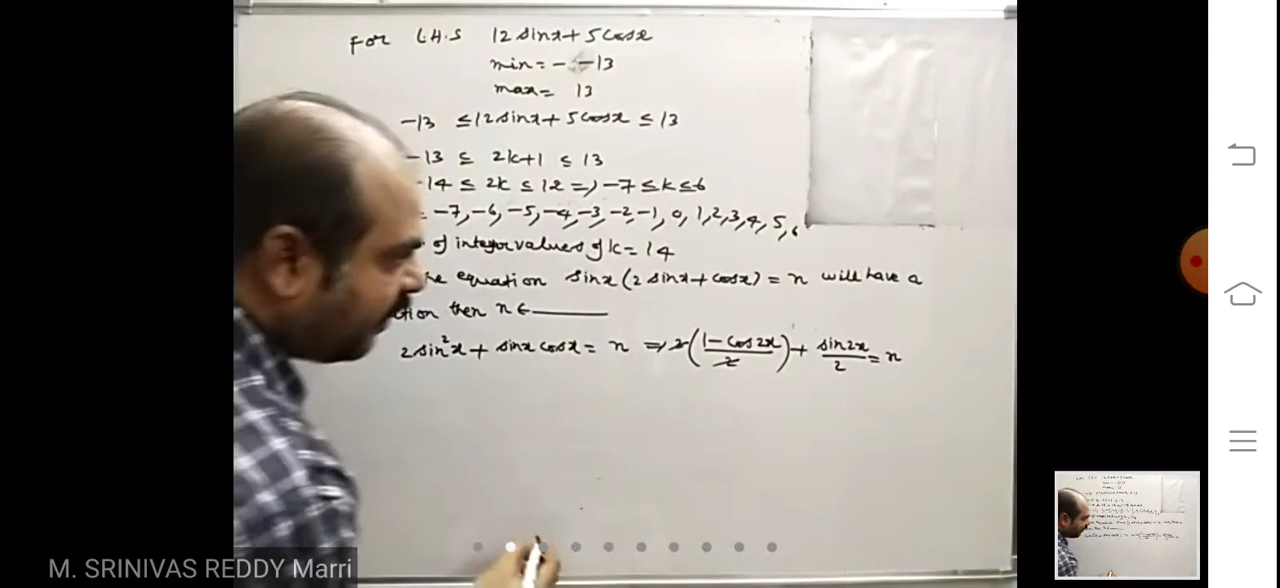 For L.H.S 12 sinx + 5 cosx
min = - -13
max = 13
-13 ≤ 12 sinx + 5 cosx ≤ 13
-13 ≤ 2k+1 ≤ 13
-14 ≤ 2k ≤ 12 ⇒ -7 ≤ k ≤ 6
= -7, -6, -5, -4, -3, -2, -1, 0, 1, 2, 3, 4, 5, 6
of integer values of k = 14
equation sinx (2 sinx + cosx) = n will have a
then n ∈ ______
2 sin²x + sinx cosx = n ⇒ 2(1 - cos2x / 2) + sin2x / 2 = n
M. SRINIVAS REDDY Marri